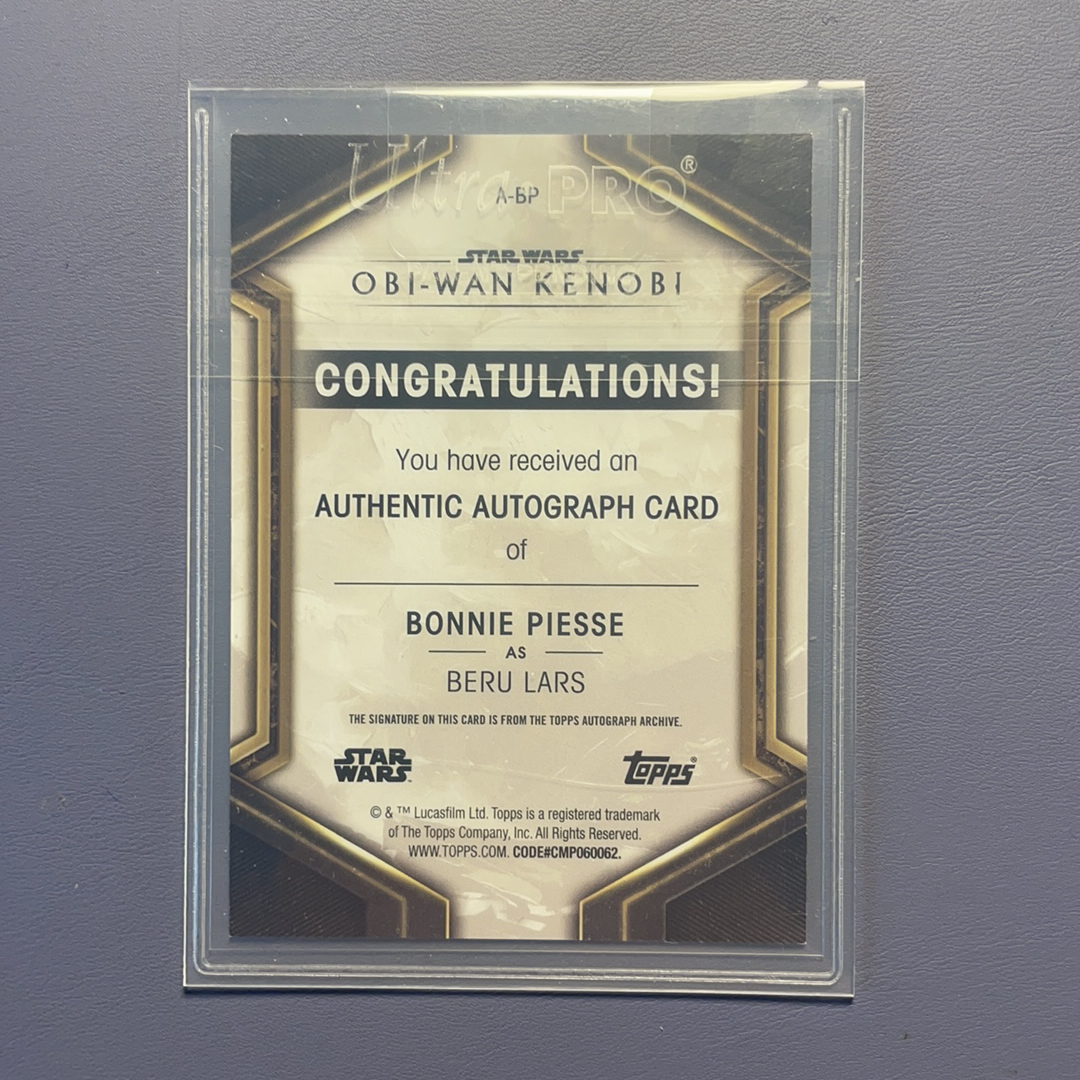 Ultra PRO®
A-BP
STAR WARS
OBI-WAN KENOBI
CONGRATULATIONS!
You have received an
AUTHENTIC AUTOGRAPH CARD
of
BONNIE PIESSE
AS
BERU LARS
THE SIGNATURE ON THIS CARD IS FROM THE TOPPS AUTOGRAPH ARCHIVE.
STAR
WARS™
Topps®
© & ™ Lucasfilm Ltd. Topps is a registered trademark
of The Topps Company, Inc. All Rights Reserved.
WWW.TOPPS.COM. CODE#CMP060062.